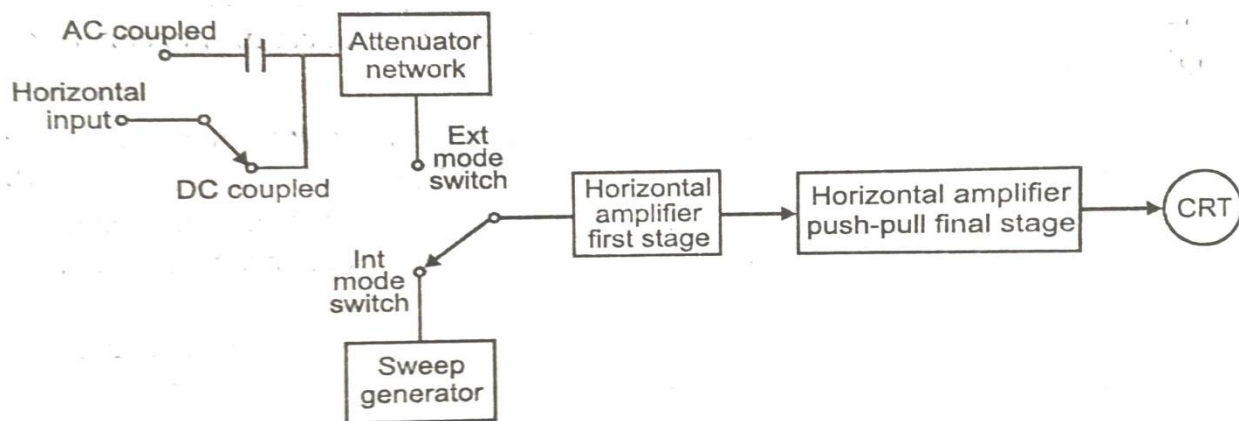 AC coupled
Horizontal
input
DC coupled
Attenuator
network
Ext
mode
switch
Int
mode
switch
Sweep
generator
Horizontal
amplifier
first stage
Horizontal amplifier
push-pull final stage
CRT